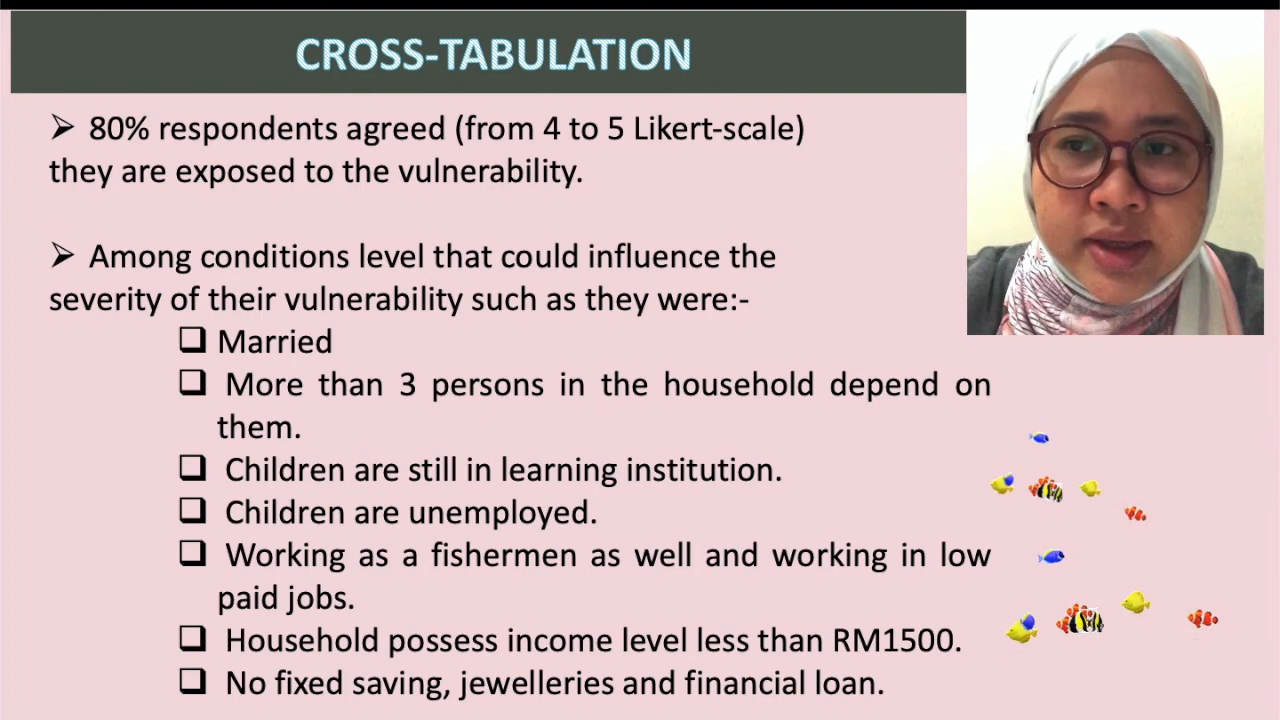 CROSS-TABULATION
➢ 80% respondents agreed (from 4 to 5 Likert-scale)
they are exposed to the vulnerability.
➢ Among conditions level that could influence the
severity of their vulnerability such as they were:-
❑ Married
❑ More than 3 persons in the household depend on
them.
❑ Children are still in learning institution.
❑ Children are unemployed.
❑ Working as a fishermen as well and working in low
paid jobs.
❑ Household possess income level less than RM1500.
❑ No fixed saving, jewelleries and financial loan.